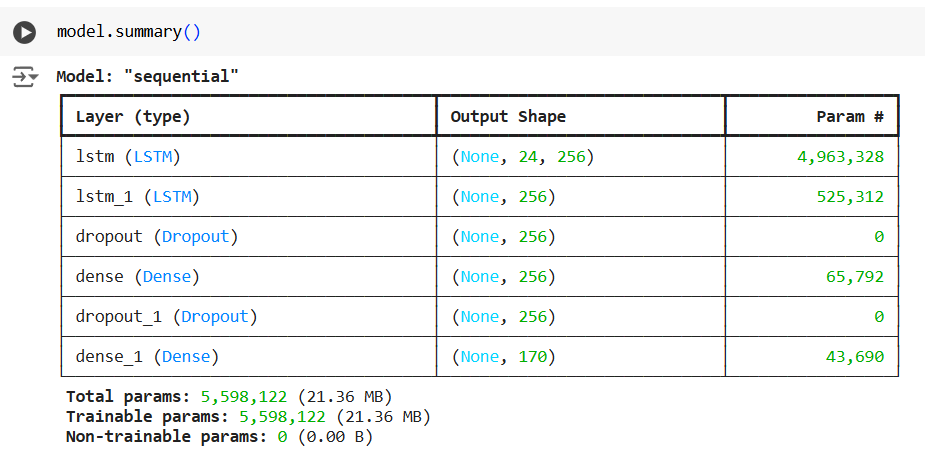 model.summary()
Model: "sequential"
Layer (type) Output Shape Param #
lstm (LSTM) (None, 24, 256) 4,963,328
lstm_1 (LSTM) (None, 256) 525,312
dropout (Dropout) (None, 256) 0
dense (Dense) (None, 256) 65,792
dropout_1 (Dropout) (None, 256) 0
dense_1 (Dense) (None, 170) 43,690
Total params: 5,598,122 (21.36 MB)
Trainable params: 5,598,122 (21.36 MB)
Non-trainable params: 0 (0.00 B)